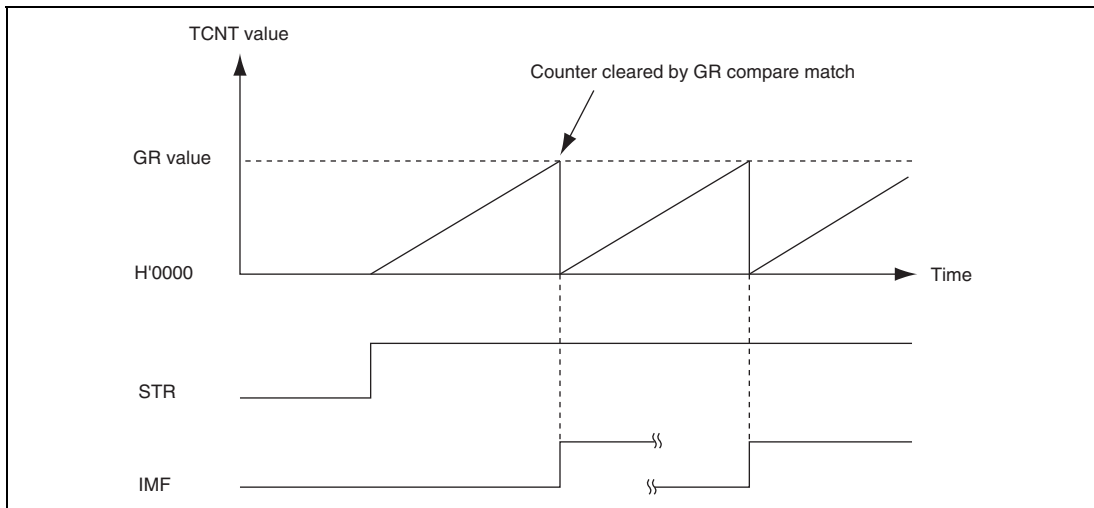 TCNT value
Counter cleared by GR compare match
GR value
H'0000
Time
STR
IMF